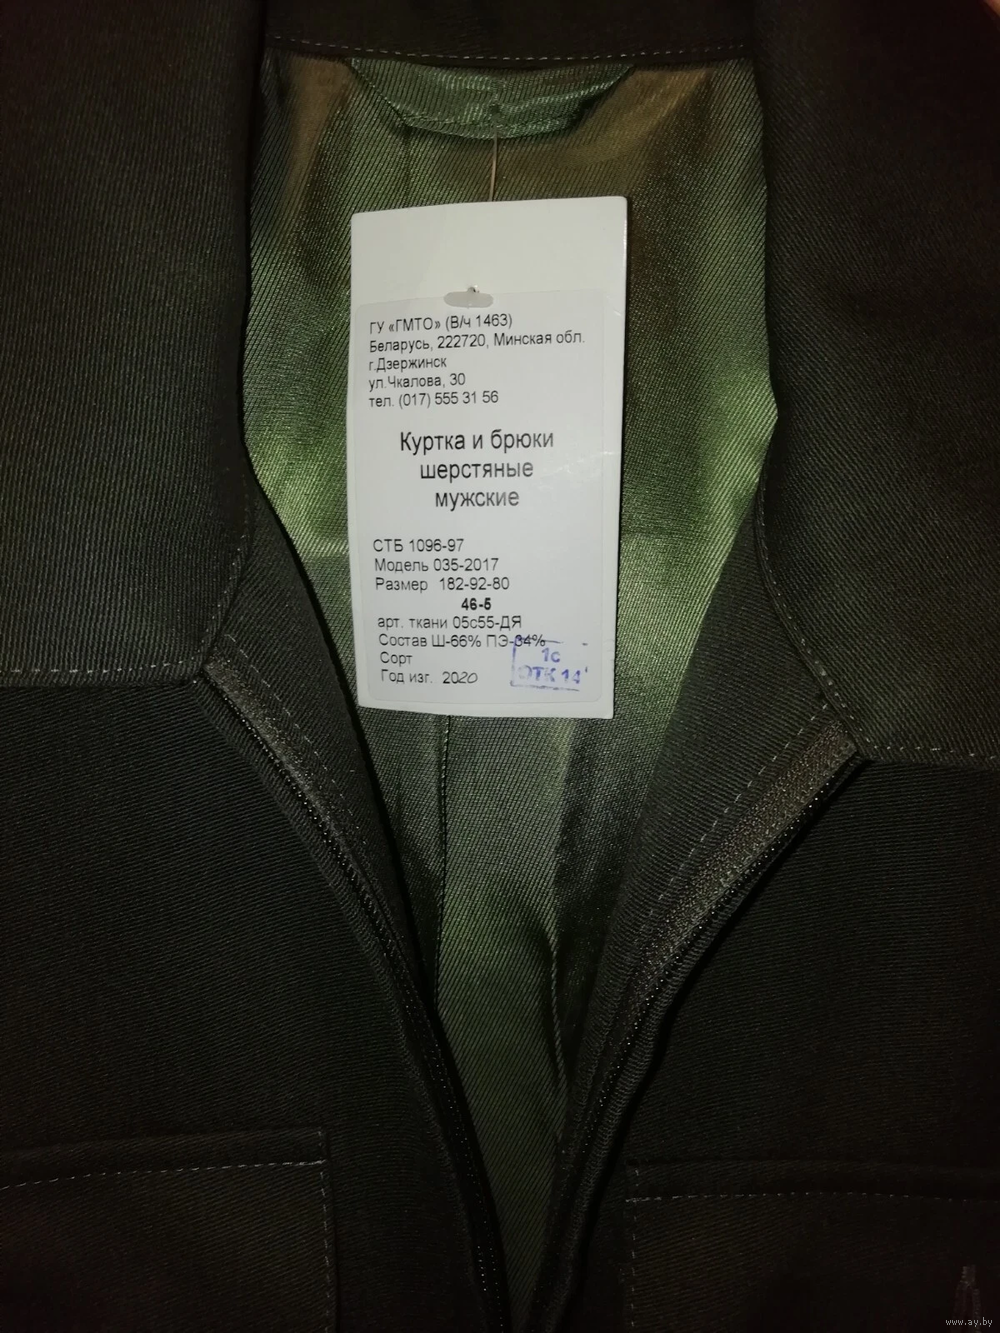 ГУ «ГМТО» (В/ч 1463)
Беларусь, 222720, Минская обл.
г.Дзержинск
ул.Чкалова, 30
тел. (017) 555 31 56
Куртка и брюки
шерстяные
мужские
СТБ 1096-97
Модель 035-2017
Размер 182-92-80
46-5
арт. ткани 05с55-ДЯ
Состав Ш-66% ПЭ-34%
Сорт 1с
Год изг. 2020 ОТК 14
www.ay.by